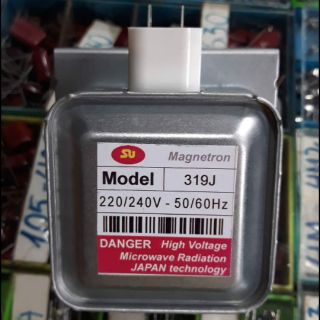 SU
Magnetron
Model 319J
220/240V - 50/60Hz
DANGER High Voltage
Microwave Radiation
JAPAN technology